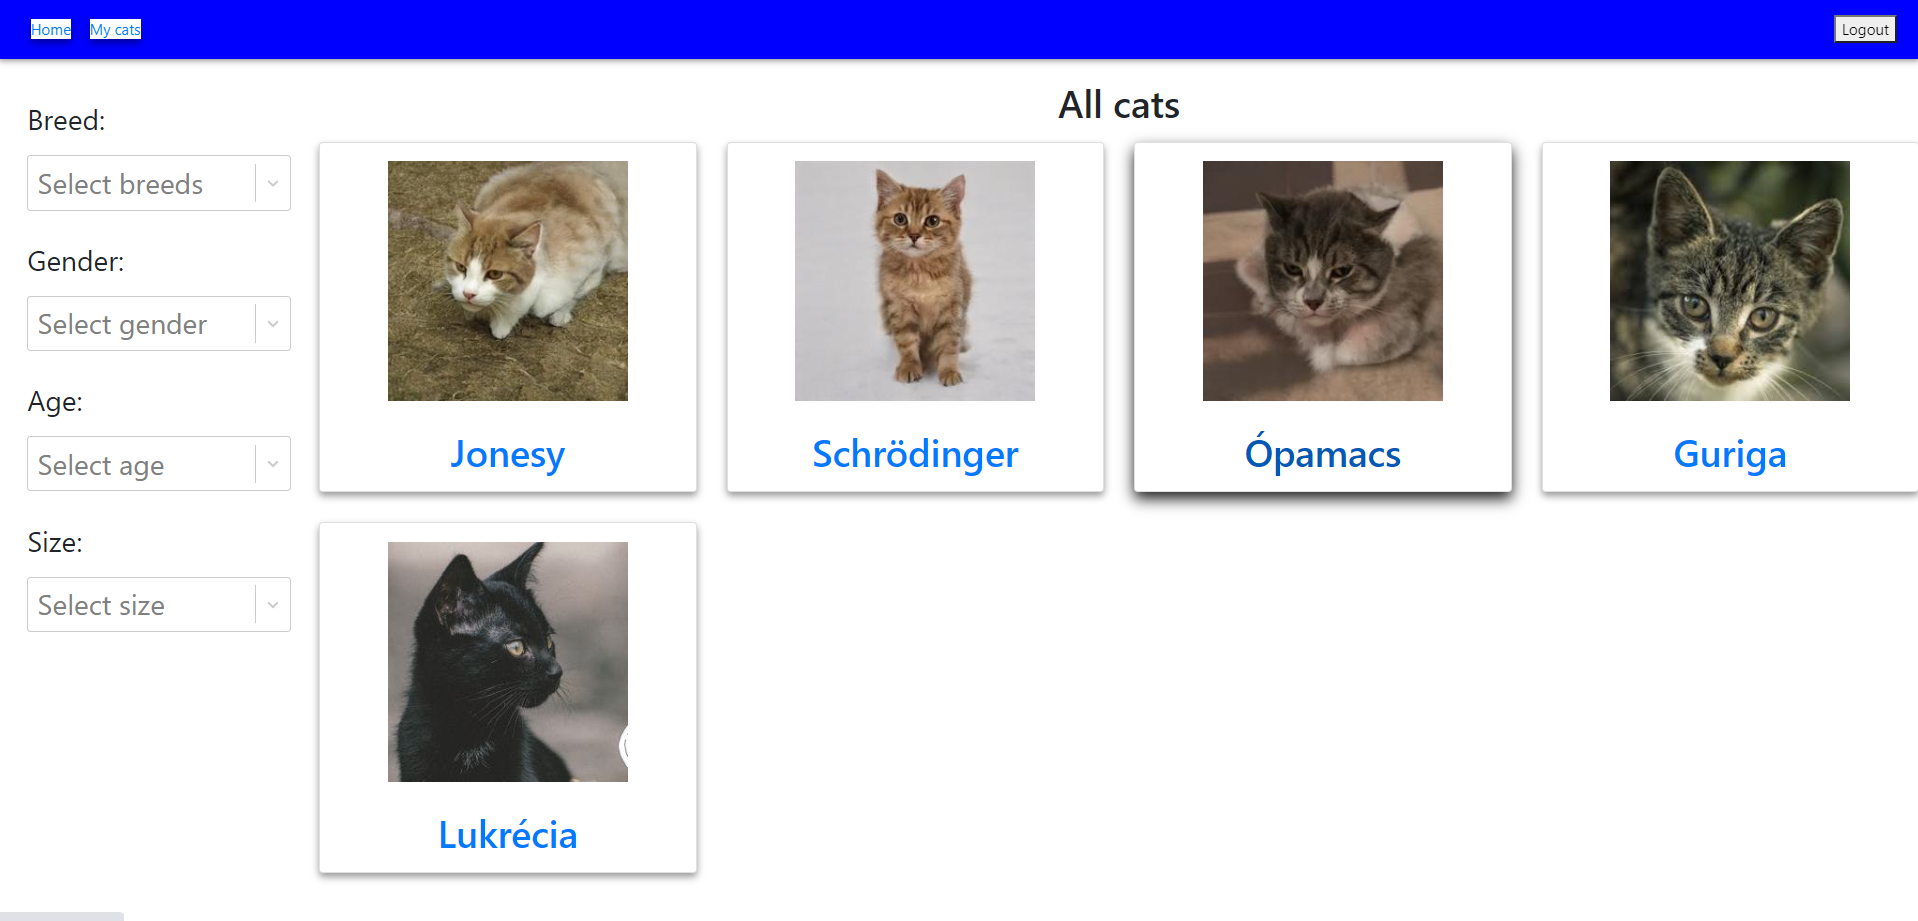 Home My cats Logout
All cats
Breed:
Select breeds
Gender:
Select gender
Age:
Select age
Size:
Select size
Jonesy
Schrödinger
Ópamacs
Guriga
Lukrécia